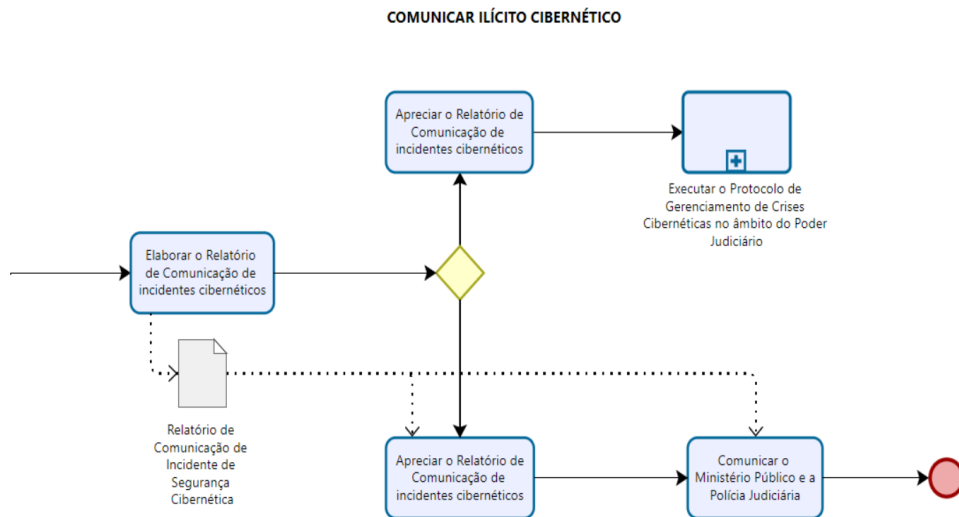 COMUNICAR ILÍCITO CIBERNÉTICO
Apreciar o Relatório de
Comunicação de
incidentes cibernéticos
Executar o Protocolo de
Gerenciamento de Crises
Cibernéticas no âmbito do Poder
Judiciário
Elaborar o Relatório
de Comunicação de
incidentes cibernéticos
Relatório de
Comunicação de
Incidente de
Segurança
Cibernética
Apreciar o Relatório de
Comunicação de
incidentes cibernéticos
Comunicar o
Ministério Público e a
Polícia Judiciária